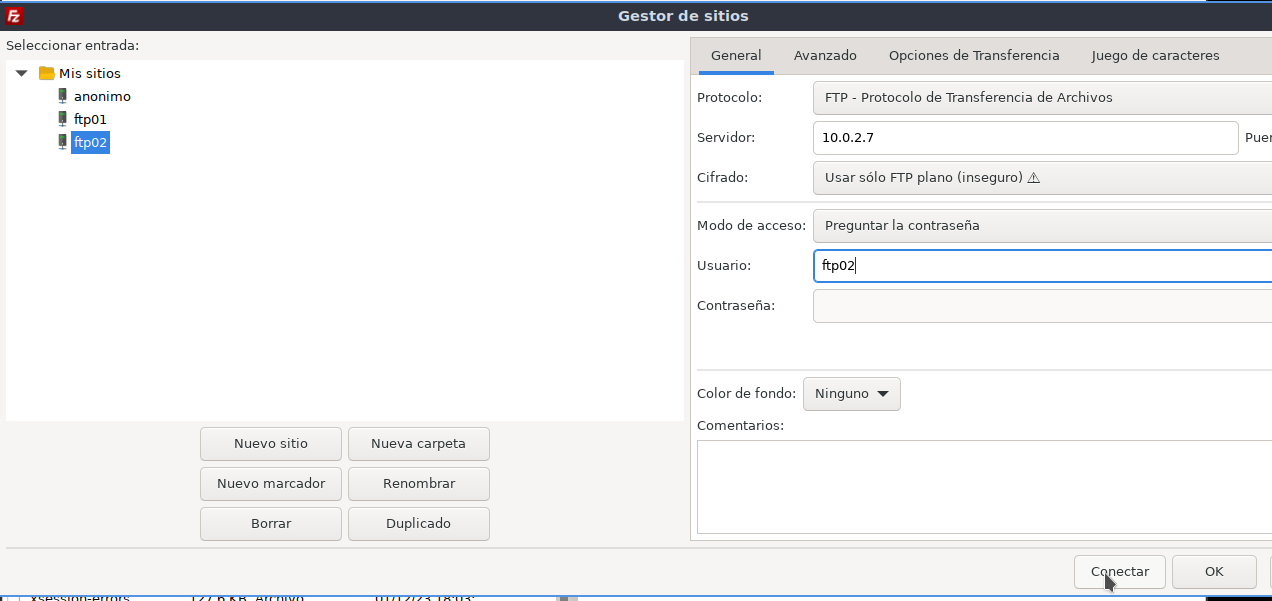 Gestor de sitios
Seleccionar entrada:
Mis sitios
anonimo
ftp01
ftp02
General Avanzado Opciones de Transferencia Juego de caracteres
Protocolo: FTP - Protocolo de Transferencia de Archivos
Servidor: 10.0.2.7 Puer
Cifrado: Usar sólo FTP plano (inseguro) ⚠
Modo de acceso: Preguntar la contraseña
Usuario: ftp02
Contraseña:
Color de fondo: Ninguno
Comentarios:
Nuevo sitio Nueva carpeta
Nuevo marcador Renombrar
Borrar Duplicado
Conectar OK
xsession-errors 127,6 KB Archivo 01/12/23 18:03: